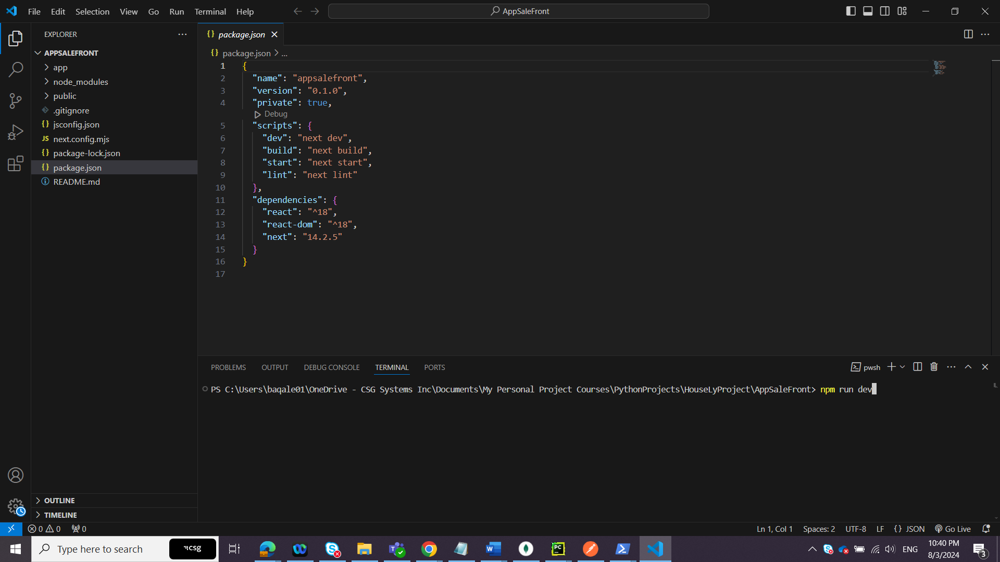 File Edit Selection View Go Run Terminal Help
AppSaleFront
EXPLORER
APPSALEFRONT
app
node_modules
public
.gitignore
jsconfig.json
JS next.config.mjs
package-lock.json
package.json
README.md
OUTLINE
TIMELINE
{} package.json
{} package.json > ...
1 {
2 "name": "appsalefront",
3 "version": "0.1.0",
4 "private": true,
Debug
5 "scripts": {
6 "dev": "next dev",
7 "build": "next build",
8 "start": "next start",
9 "lint": "next lint"
10 },
11 "dependencies": {
12 "react": "^18",
13 "react-dom": "^18",
14 "next": "14.2.5"
15 }
16 }
17
PROBLEMS OUTPUT DEBUG CONSOLE TERMINAL PORTS
pwsh
PS C:\Users\baqale01\OneDrive - CSG Systems Inc\Documents\My Personal Project Courses\PythonProjects\HouseLyProject\AppSaleFront> npm run dev
0 0 0
Ln 1, Col 1 Spaces: 2 UTF-8 LF {} JSON Go Live
Type here to search
csg
ENG
10:40 PM
8/3/2024
3